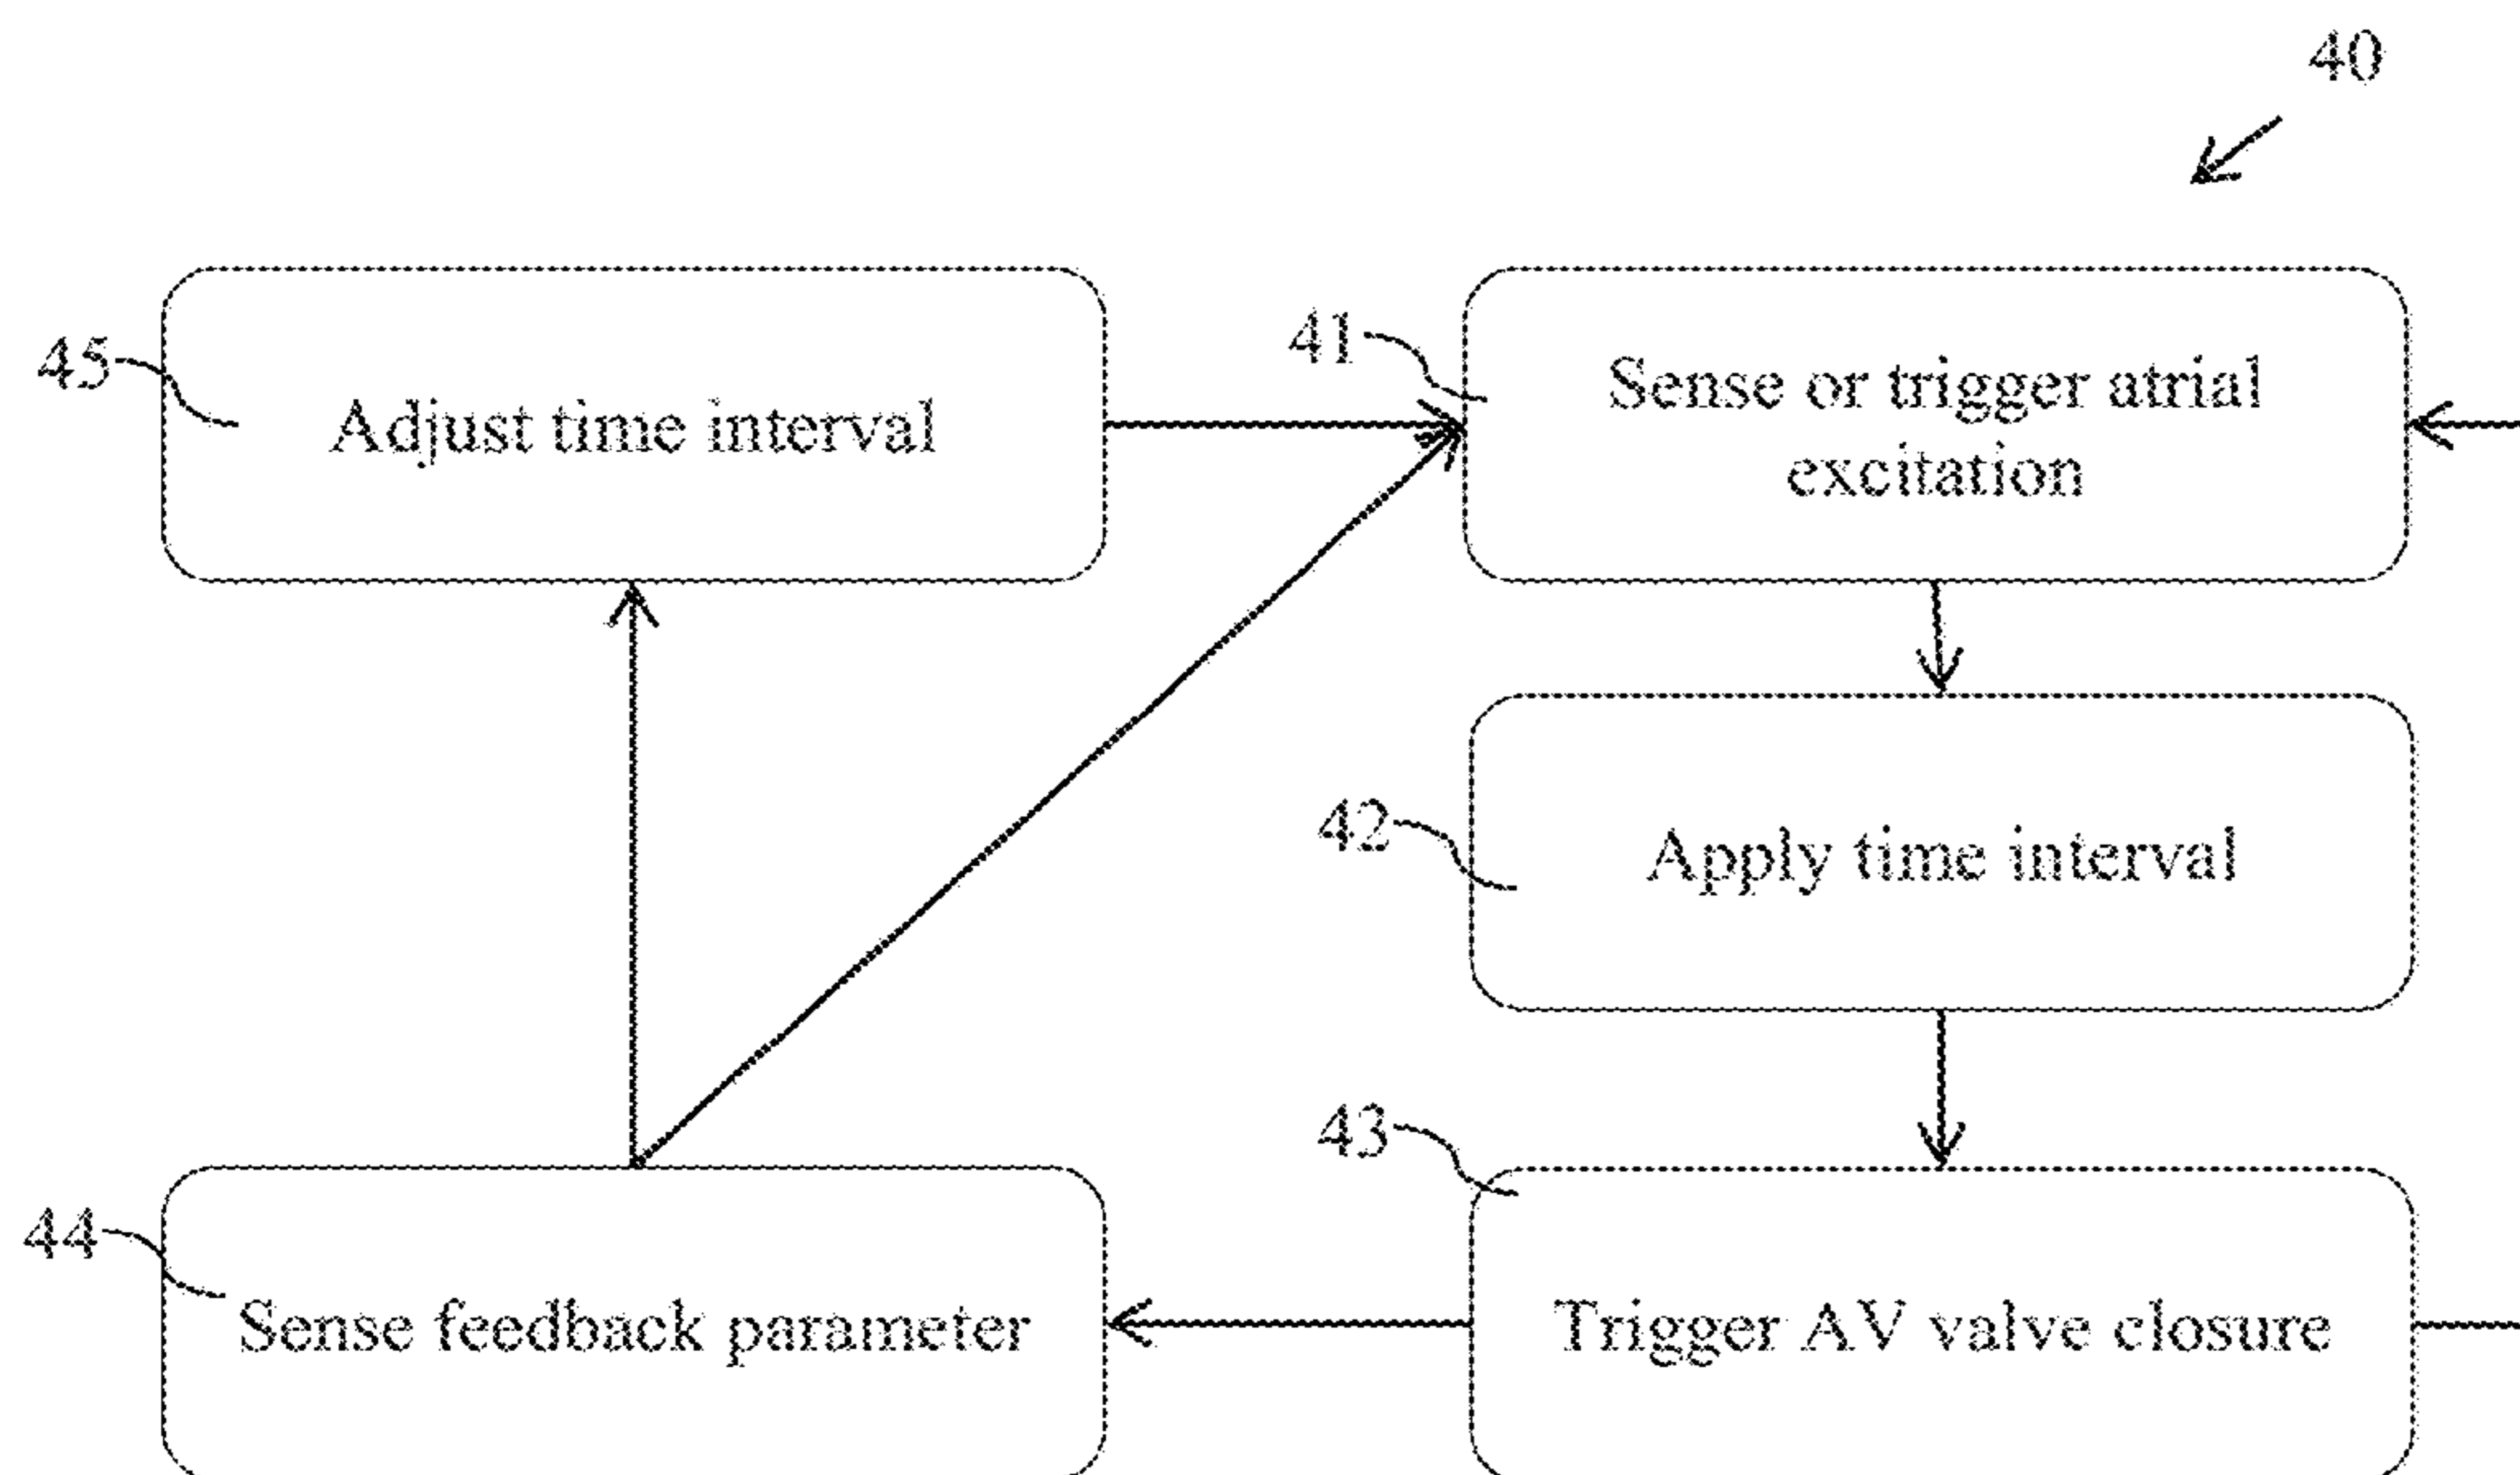 40
45
Adjust time interval
41
Sense or trigger atrial
excitation
42
Apply time interval
43
Trigger AV valve closure
44
Sense feedback parameter